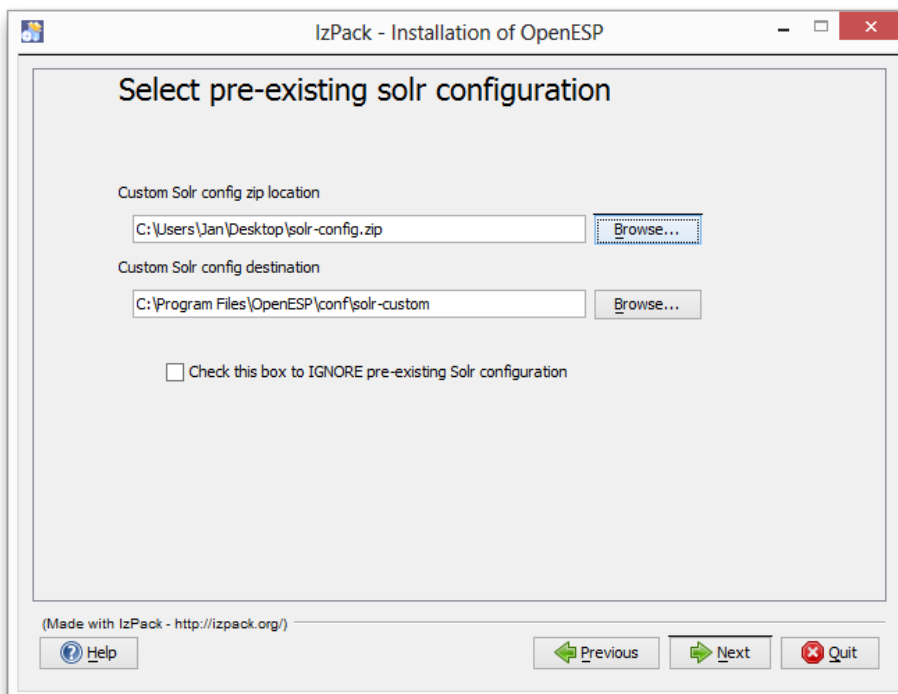 IzPack - Installation of OpenESP
Select pre-existing solr configuration
Custom Solr config zip location
C:\Users\Jan\Desktop\solr-config.zip Browse...
Custom Solr config destination
C:\Program Files\OpenESP\conf\solr-custom Browse...
Check this box to IGNORE pre-existing Solr configuration
(Made with IzPack - http://izpack.org/)
Help Previous Next Quit